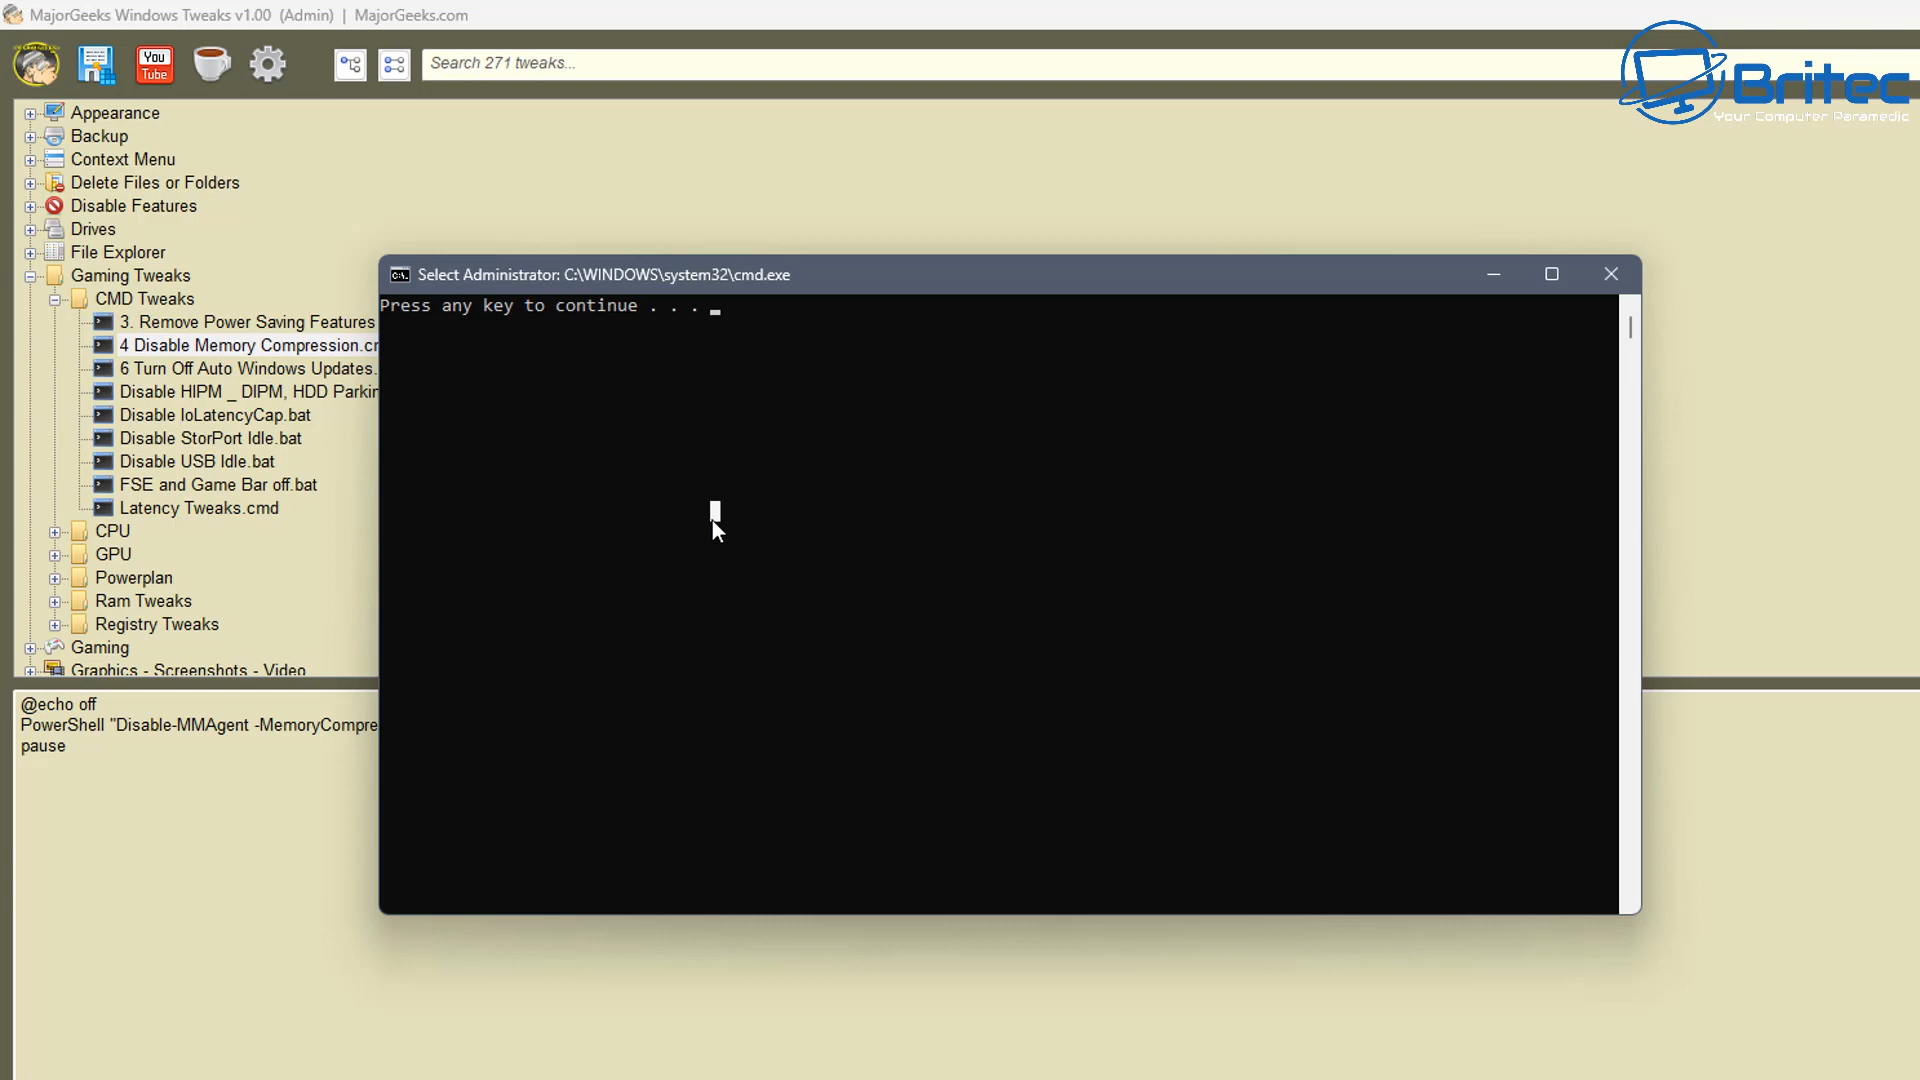 MajorGeeks Windows Tweaks v1.00 (Admin) | MajorGeeks.com
You
Tube
Search 271 tweaks...
Britec
Your Computer Paramedic
Appearance
Backup
Context Menu
Delete Files or Folders
Disable Features
Drives
File Explorer
Gaming Tweaks
CMD Tweaks
3. Remove Power Saving Features
4 Disable Memory Compression.cm
6 Turn Off Auto Windows Updates.
Disable HIPM _ DIPM, HDD Parkin
Disable IoLatencyCap.bat
Disable StorPort Idle.bat
Disable USB Idle.bat
FSE and Game Bar off.bat
Latency Tweaks.cmd
CPU
GPU
Powerplan
Ram Tweaks
Registry Tweaks
Gaming
Graphics - Screenshots - Video
Select Administrator: C:\WINDOWS\system32\cmd.exe
Press any key to continue . . .
@echo off
PowerShell "Disable-MMAgent -MemoryCompre
pause